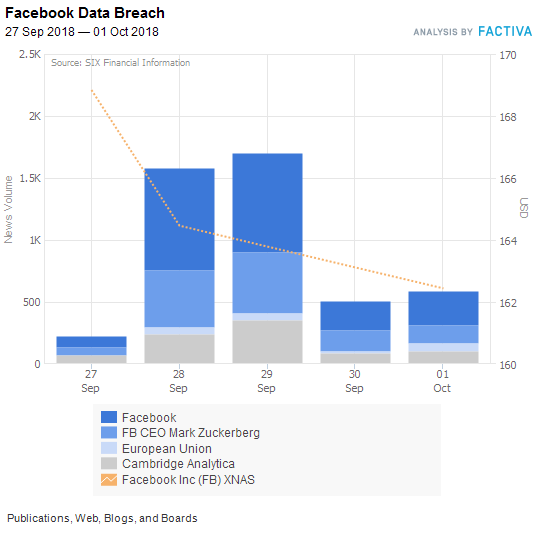 Facebook Data Breach
27 Sep 2018 — 01 Oct 2018
ANALYSIS BY FACTIVA
Source: SIX Financial Information
2.5K
2K
1.5K
1K
500
0
News Volume
170
168
166
164
162
160
USD
27 Sep
28 Sep
29 Sep
30 Sep
01 Oct
Facebook
FB CEO Mark Zuckerberg
European Union
Cambridge Analytica
Facebook Inc (FB) XNAS
Publications, Web, Blogs, and Boards